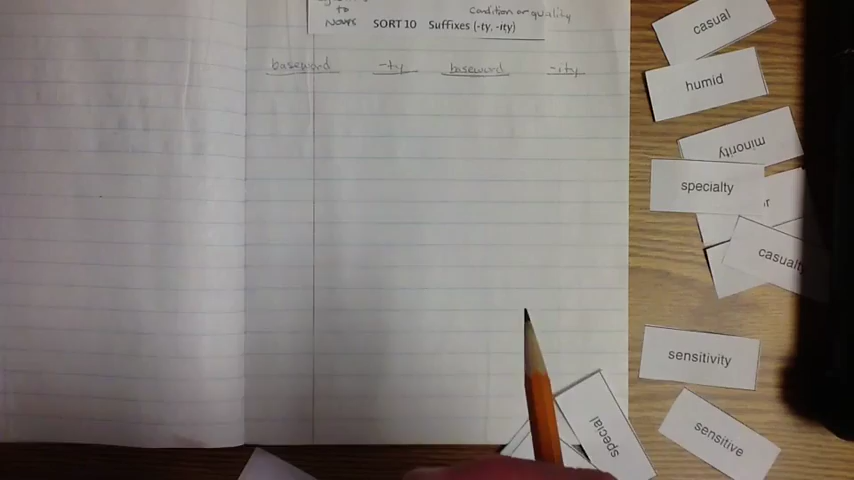 to
condition or quality
Nouns SORT 10 Suffixes (-ty, -ity)
baseword -ty baseword -ity
casual
humid
minority
specialty
casualty
sensitivity
sensitive
special